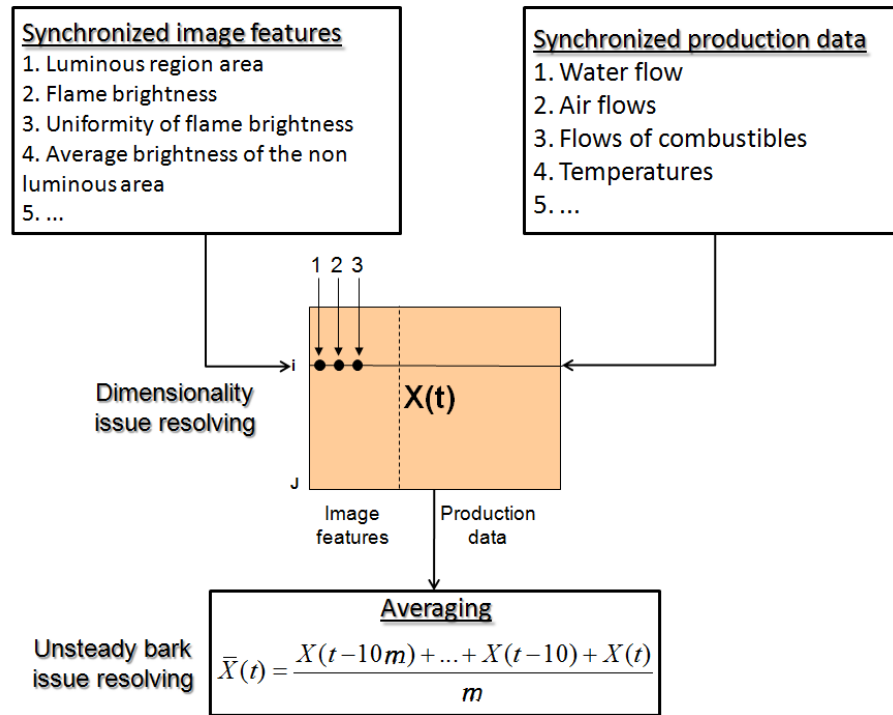 Synchronized image features
1. Luminous region area
2. Flame brightness
3. Uniformity of flame brightness
4. Average brightness of the non
luminous area
5. ...
Synchronized production data
1. Water flow
2. Air flows
3. Flows of combustibles
4. Temperatures
5. ...
1 2 3
i
X(t)
Dimensionality
issue resolving
J
Image
features
Production
data
Averaging
Unsteady bark
issue resolving
X̄(t) = (X(t−10m)+...+X(t−10)+X(t))/m